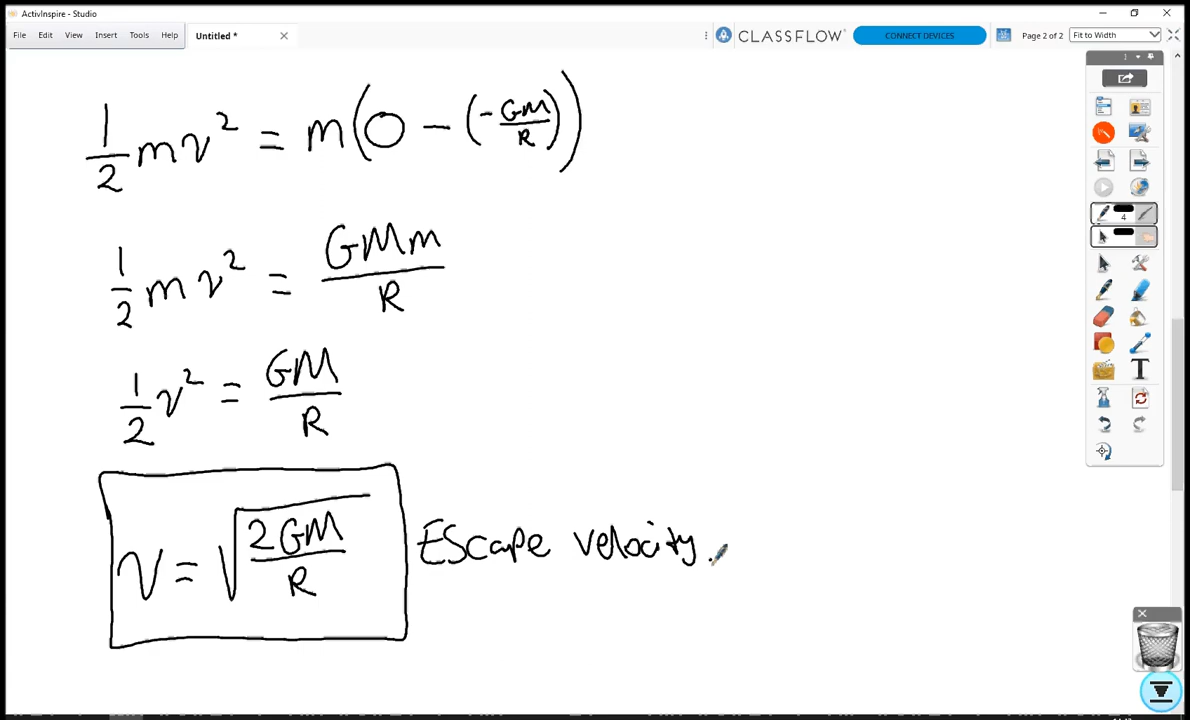 ActivInspire - Studio
File Edit View Insert Tools Help Untitled * CLASSFLOW CONNECT DEVICES Page 2 of 2 Fit to Width
1/2 mv² = m(0 - (-GM/R))
1/2 mv² = GMm/R
1/2 v² = GM/R
v = √(2GM/R) Escape velocity.
4
T